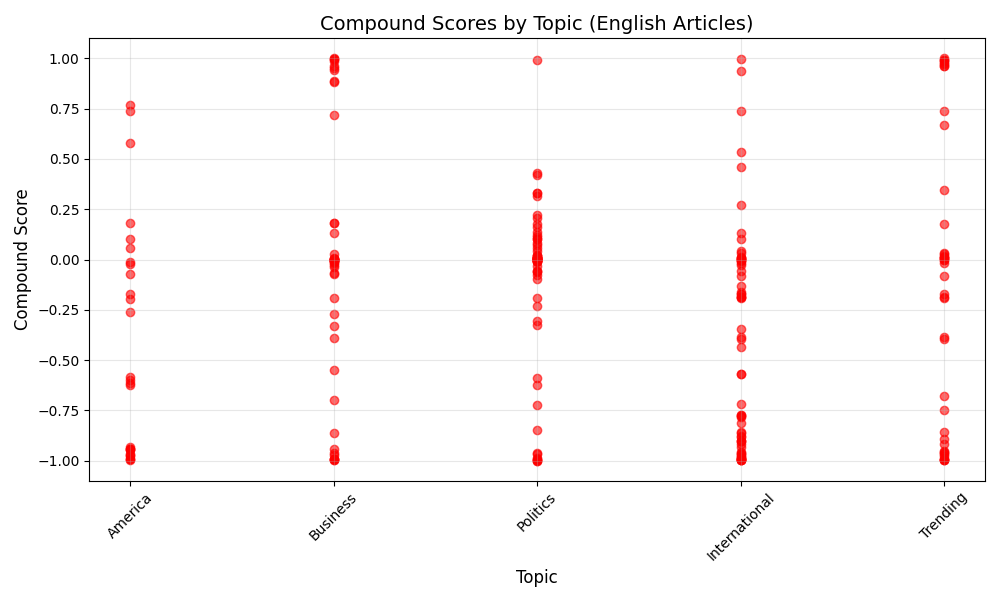 Compound Scores by Topic (English Articles)
Compound Score
1.00
0.75
0.50
0.25
0.00
−0.25
−0.50
−0.75
−1.00
America
Business
Politics
International
Trending
Topic